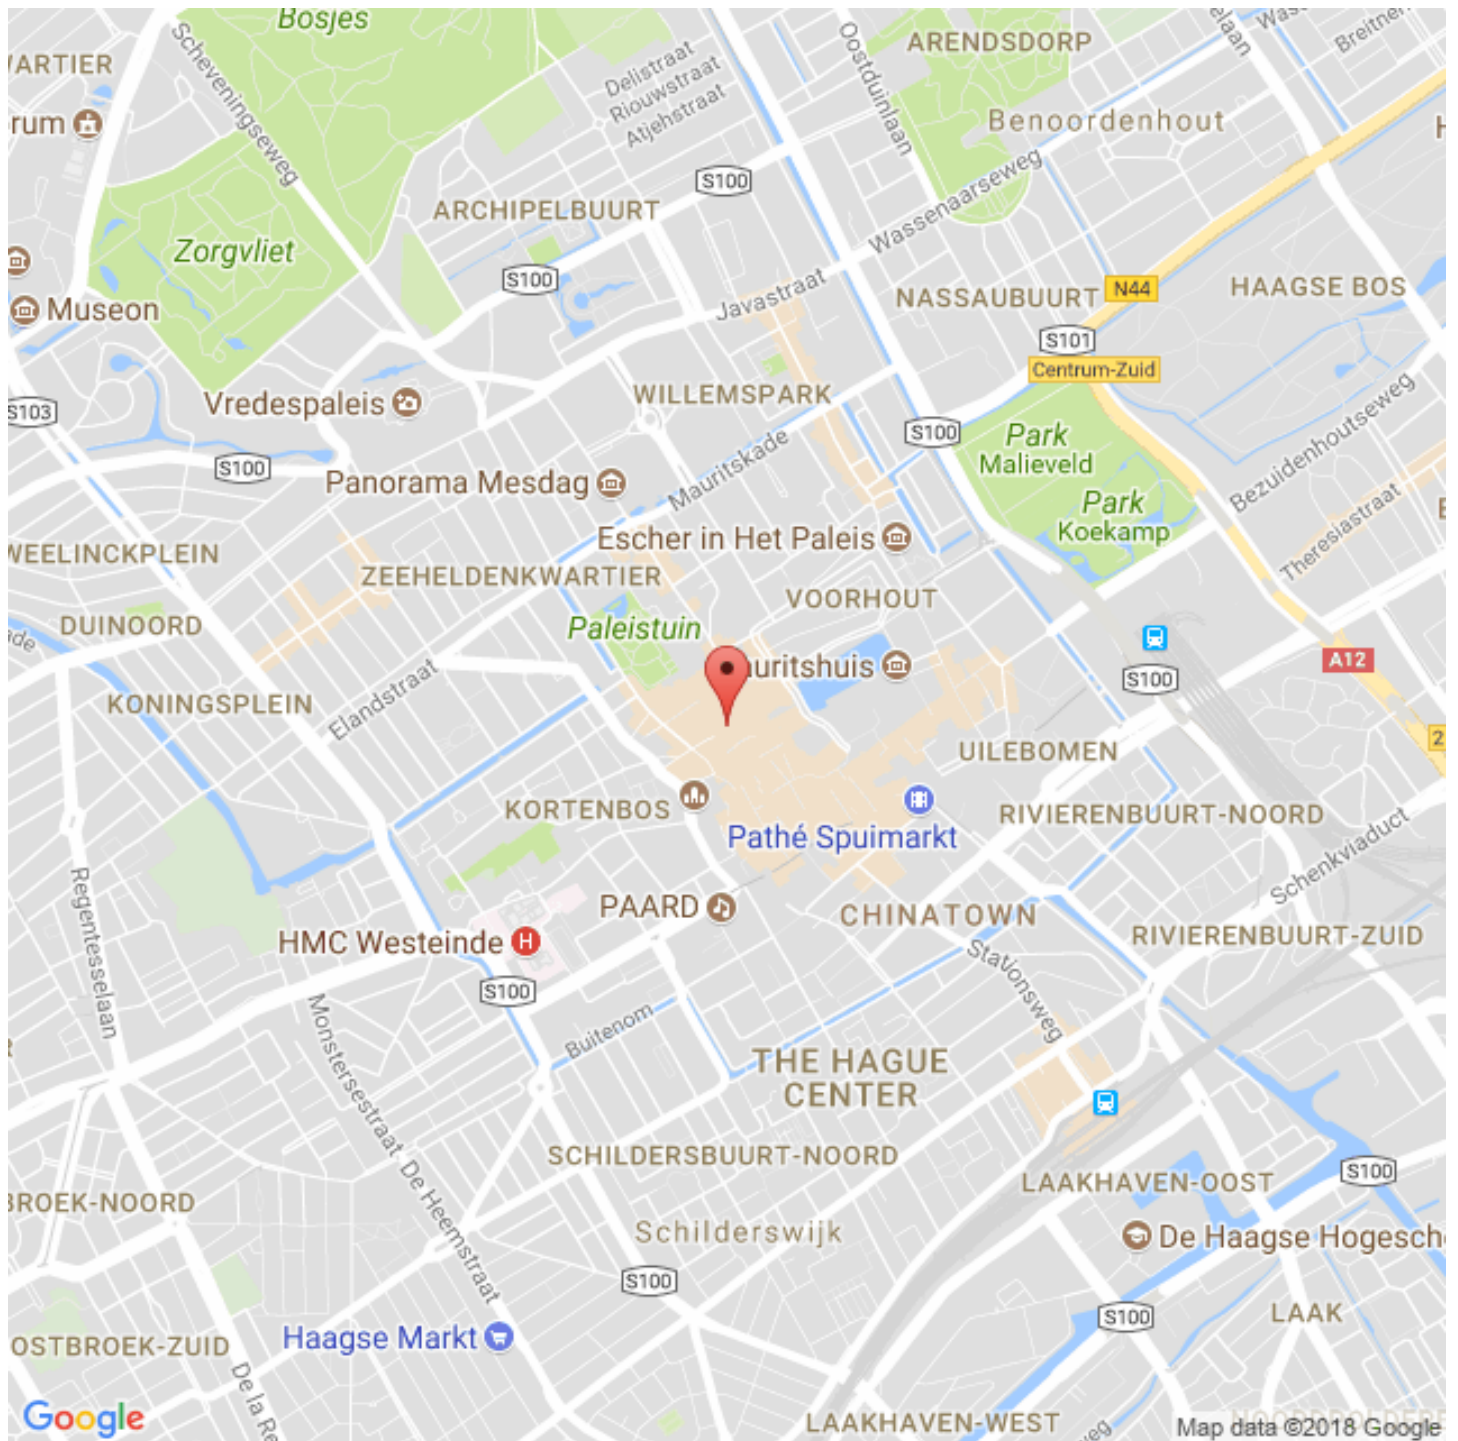 Bosjes
ARENDSDORP
Oostduinlaan
Scheveningseweg
Delistraat
Riouwstraat
Atjehstraat
Benoordenhout
Wassenaarseweg
S100
ARCHIPELBUURT
Zorgvliet
S100
Museon
Javastraat
NASSAUBUURT
N44
HAAGSE BOS
S101
Centrum-Zuid
WILLEMSPARK
Vredespaleis
S103
S100
S100
Park
Malieveld
Bezuidenhoutseweg
Mauritskade
Panorama Mesdag
Park
Koekamp
Theresiastraat
Escher in Het Paleis
WEELINCKPLEIN
ZEEHELDENKWARTIER
VOORHOUT
DUINOORD
Paleistuin
uritshuis
A12
S100
KONINGSPLEIN
Elandstraat
UILEBOMEN
2
KORTENBOS
RIVIERENBUURT-NOORD
Pathé Spuimarkt
Schenkviaduct
Regentesselaan
PAARD
CHINATOWN
HMC Westeinde
RIVIERENBUURT-ZUID
S100
Stationsweg
Monstersestraat
Buitenom
THE HAGUE
CENTER
SCHILDERSBUURT-NOORD
De Heemstraat
LAAKHAVEN-OOST
S100
BROEK-NOORD
Schilderswijk
De Haagse Hogesch
S100
S100
LAAK
Haagse Markt
OSTBROEK-ZUID
De la Re
Google
LAAKHAVEN-WEST
Map data ©2018 Google